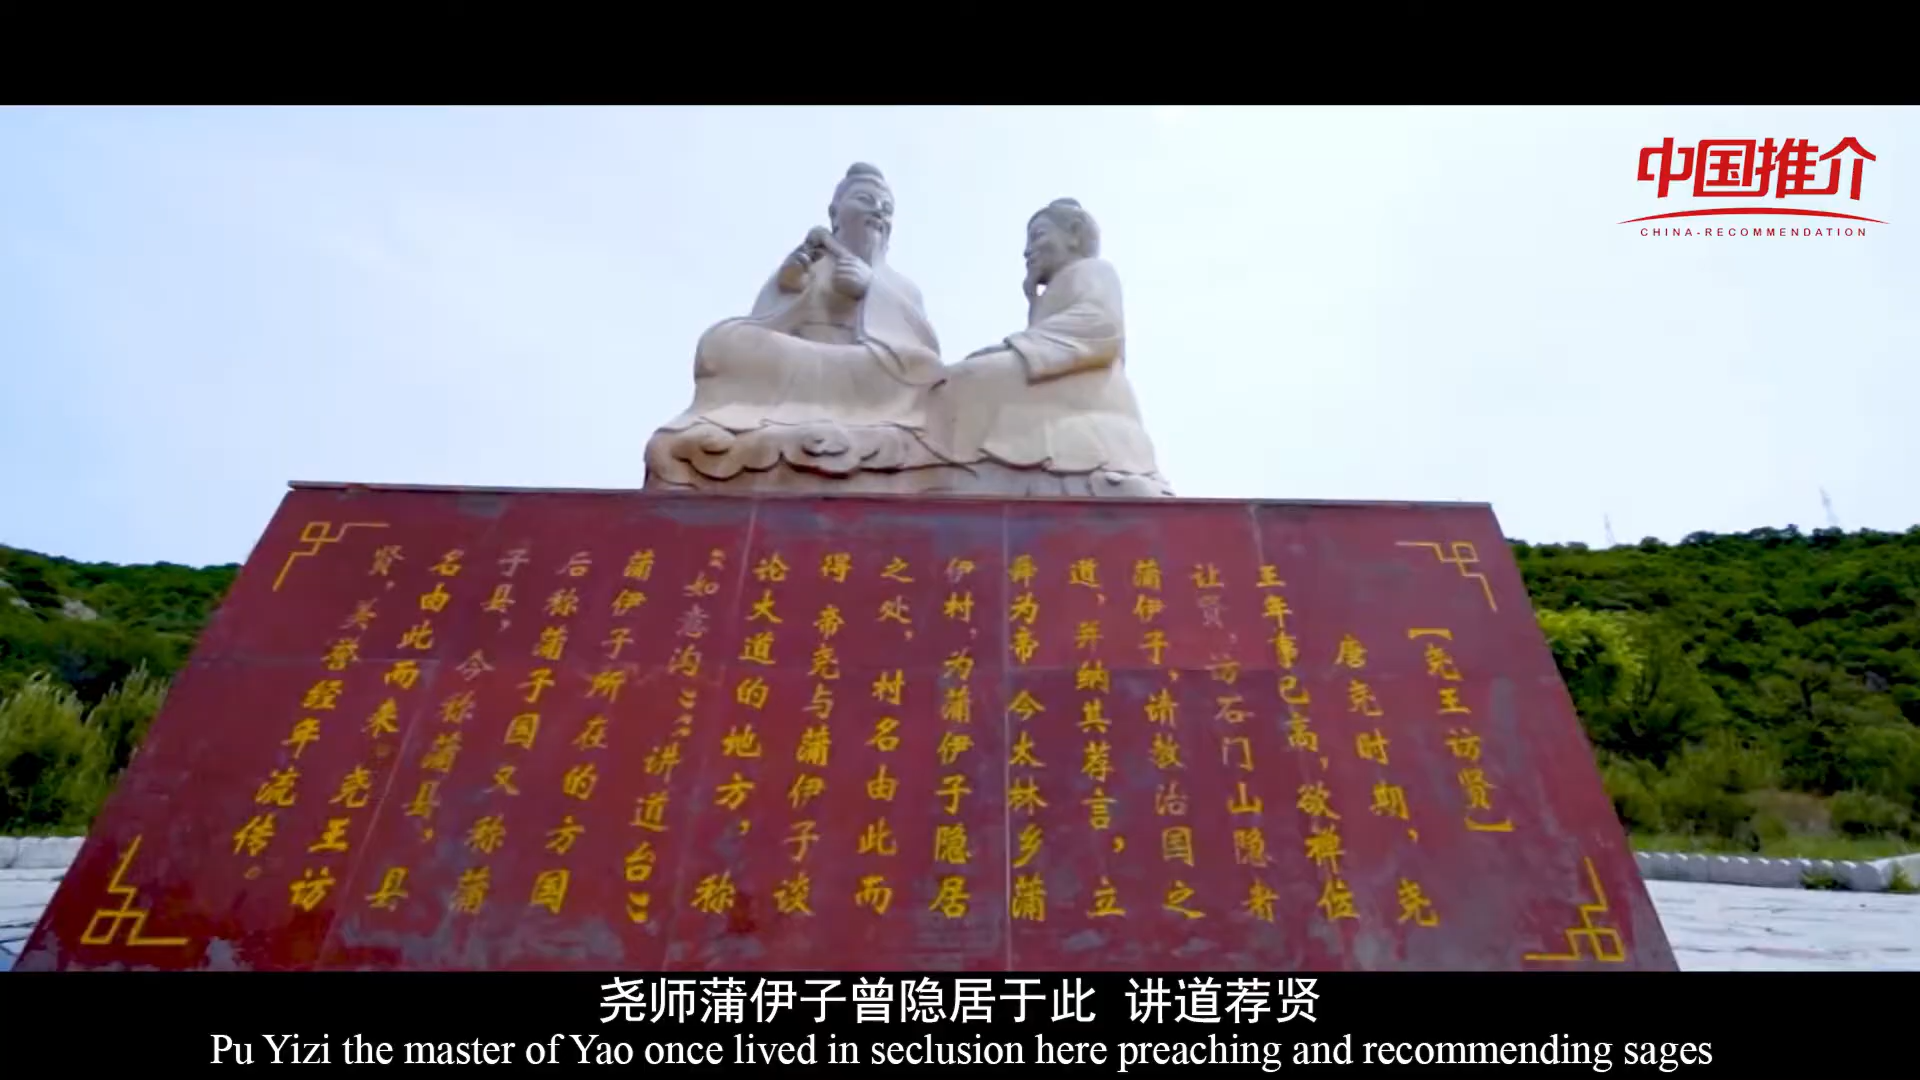 中国推介
CHINA-RECOMMENDATION
【尧王访贤】
唐尧时期，尧
王年事已高，欲禅位
让贤，访石门山隐者
蒲伊子，请教治国之
道，并纳其荐言，立
舜为帝 今太林乡蒲
伊村，为蒲伊子隐居
之处，村名由此而
得 帝尧与蒲伊子谈
论大道的地方，称
“如意沟”“讲道台”
蒲伊子所在的方国
后称蒲子国又称蒲
子县，今称蒲县，县
名由此而来 尧王访
贤，美誉经年流传。
尧师蒲伊子曾隐居于此 讲道荐贤
Pu Yizi the master of Yao once lived in seclusion here preaching and recommending sages